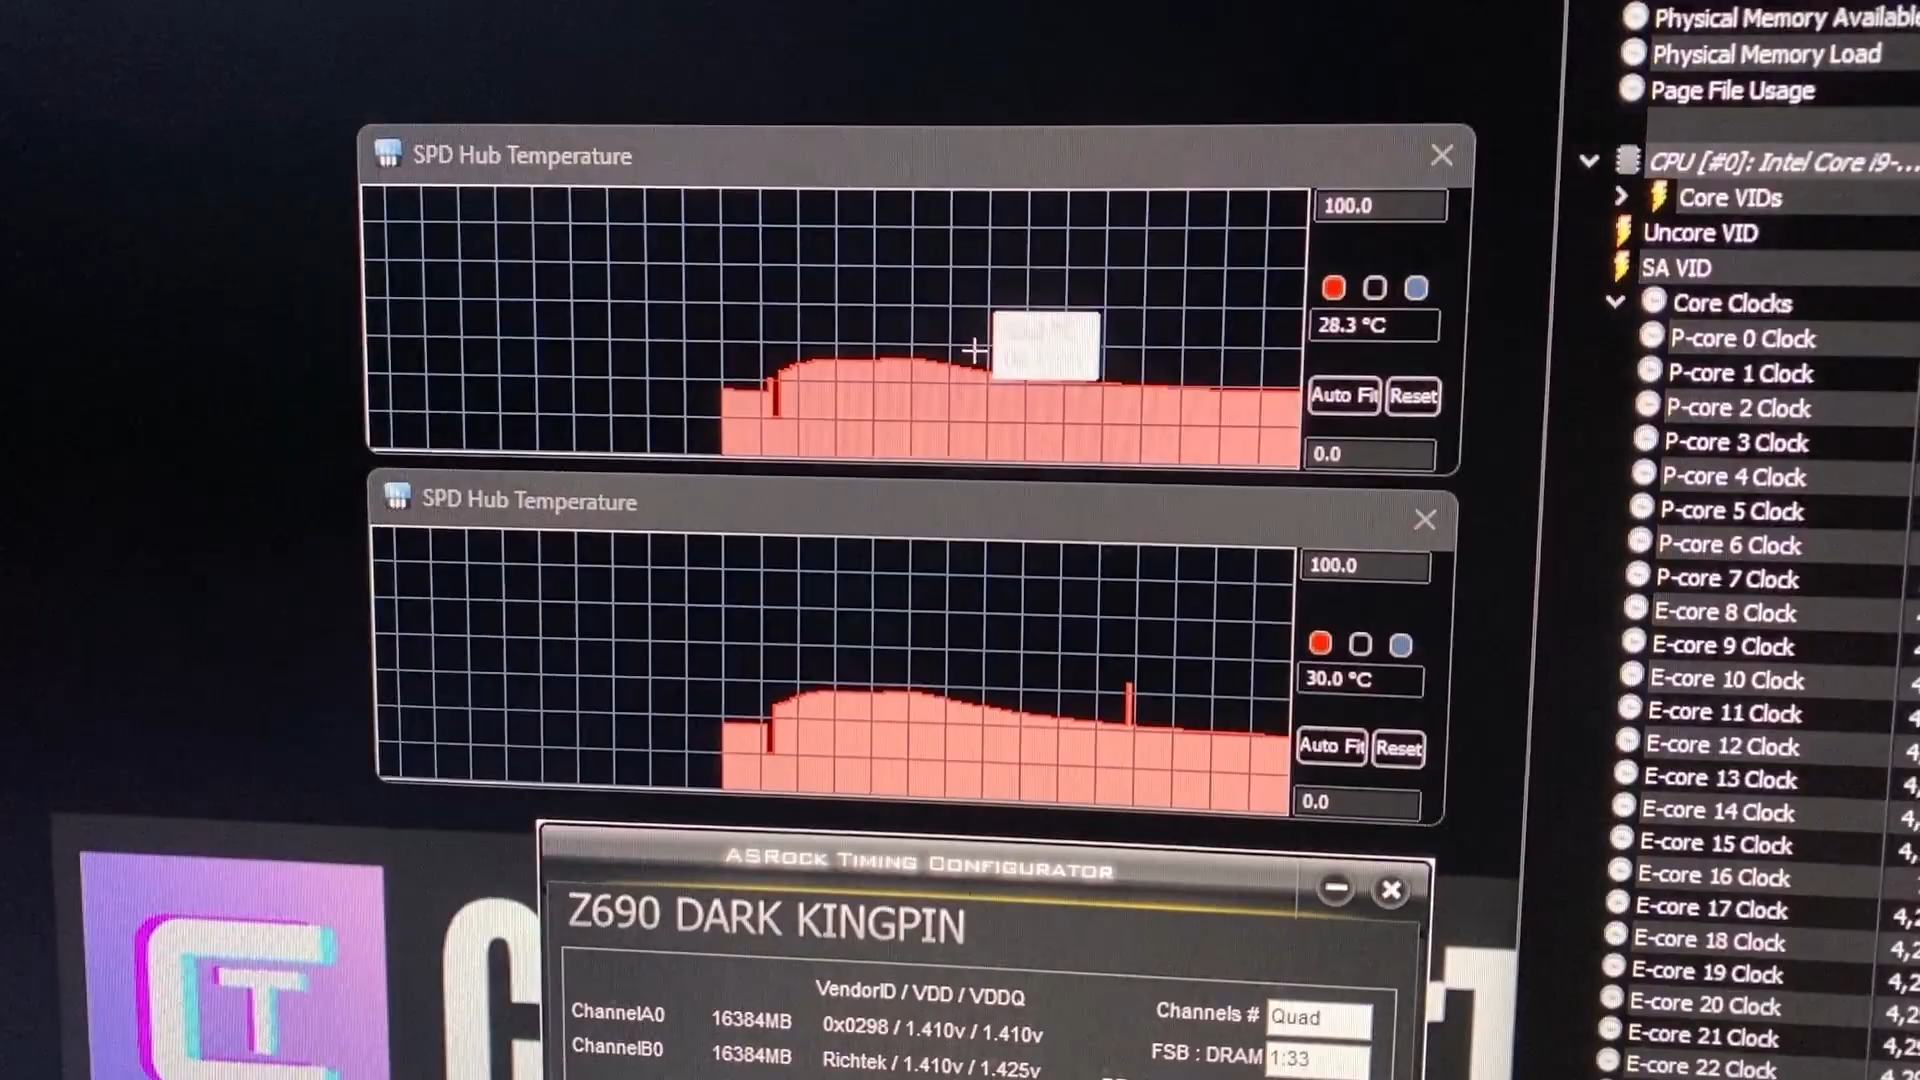 Physical Memory Available
Physical Memory Load
Page File Usage
SPD Hub Temperature
100.0
28.3 °C
Auto Fit
Reset
0.0
SPD Hub Temperature
100.0
30.0 °C
Auto Fit
Reset
0.0
CPU [#0]: Intel Core i9-...
Core VIDs
Uncore VID
SA VID
Core Clocks
P-core 0 Clock
P-core 1 Clock
P-core 2 Clock
P-core 3 Clock
P-core 4 Clock
P-core 5 Clock
P-core 6 Clock
P-core 7 Clock
E-core 8 Clock
E-core 9 Clock
E-core 10 Clock
E-core 11 Clock
E-core 12 Clock
E-core 13 Clock
E-core 14 Clock
E-core 15 Clock
E-core 16 Clock
E-core 17 Clock
E-core 18 Clock
E-core 19 Clock
E-core 20 Clock
E-core 21 Clock
E-core 22 Clock
ASRock Timing Configurator
Z690 DARK KINGPIN
VendorID / VDD / VDDQ
ChannelA0 16384MB 0x0298 / 1.410v / 1.410v
Channels # Quad
ChannelB0 16384MB Richtek / 1.410v / 1.425v
FSB : DRAM 1:33
CT